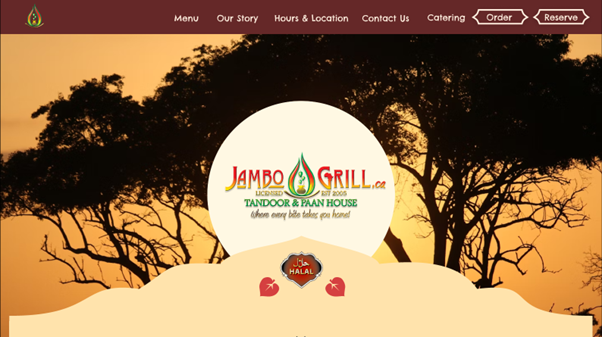 Menu Our Story Hours & Location Contact Us Catering Order Reserve
JAMBO GRILL.ca
LICENSED EST 2005
TANDOOR & PAAN HOUSE
Where every bite takes you home!
حلال
HALAL